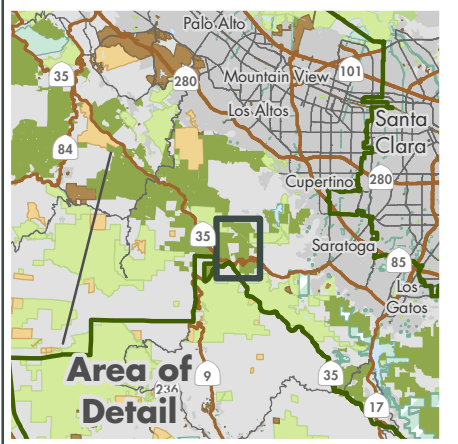 Palo Alto
35
280
Mountain View
101
Los Altos
Santa
Clara
84
Cupertino
280
35
Saratoga
85
Los
Gatos
Area of
Detail
236
9
35
17